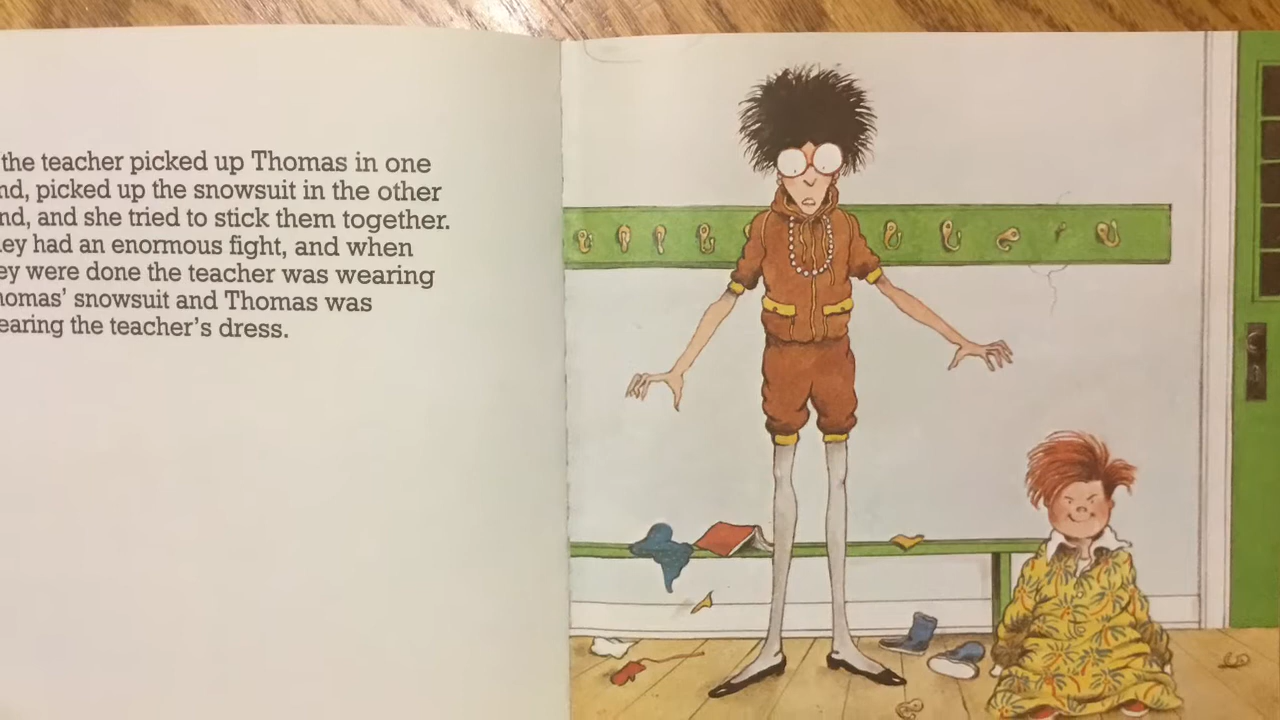 the teacher picked up Thomas in one
nd, picked up the snowsuit in the other
nd, and she tried to stick them together.
ey had an enormous fight, and when
ey were done the teacher was wearing
homas’ snowsuit and Thomas was
earing the teacher’s dress.